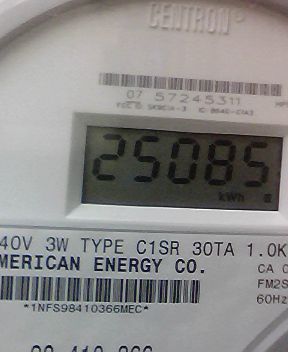 CENTRON®
07 57245311
25085
kWh
40V 3W TYPE C1SR 30TA 1.0K
MERICAN ENERGY CO.
CA 0
FM2S
60Hz
*1NFS98410366MEC*